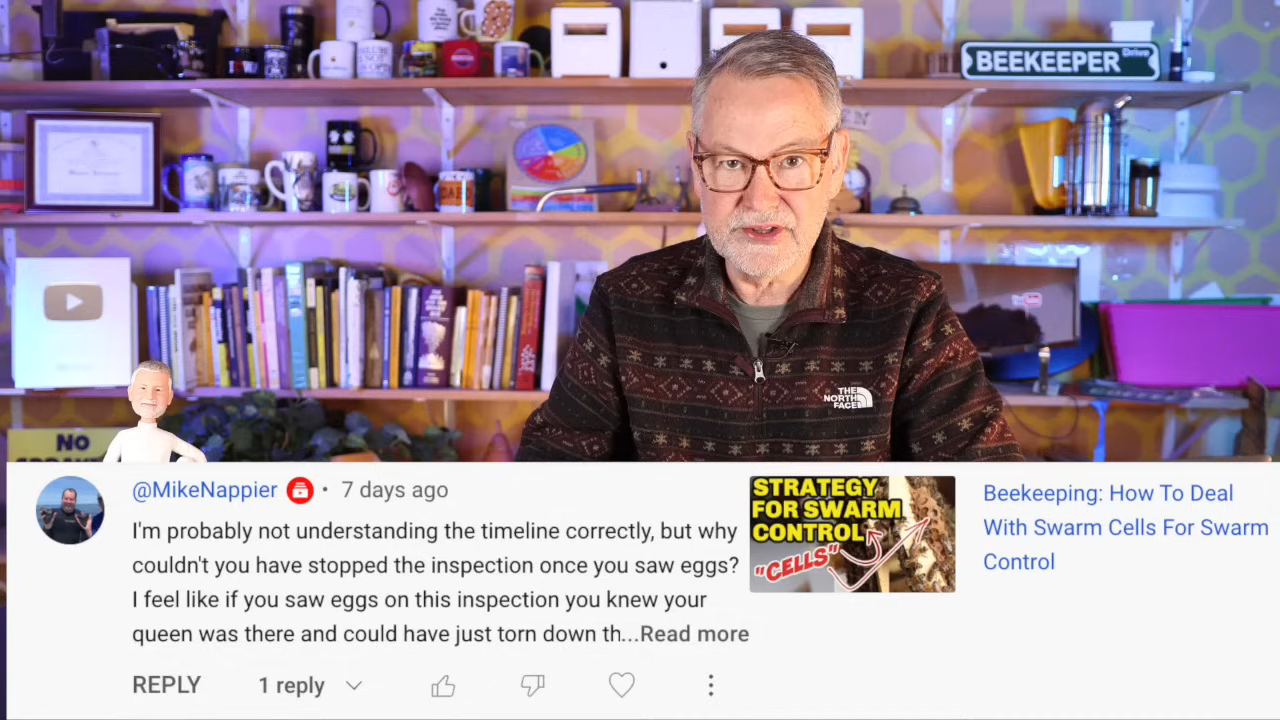 BEEKEEPER Drive
THE
NORTH
FACE
NO
@MikeNappier • 7 days ago
I'm probably not understanding the timeline correctly, but why
couldn't you have stopped the inspection once you saw eggs?
I feel like if you saw eggs on this inspection you knew your
queen was there and could have just torn down th...Read more
REPLY 1 reply
STRATEGY
FOR SWARM
CONTROL
"CELLS"
Beekeeping: How To Deal
With Swarm Cells For Swarm
Control